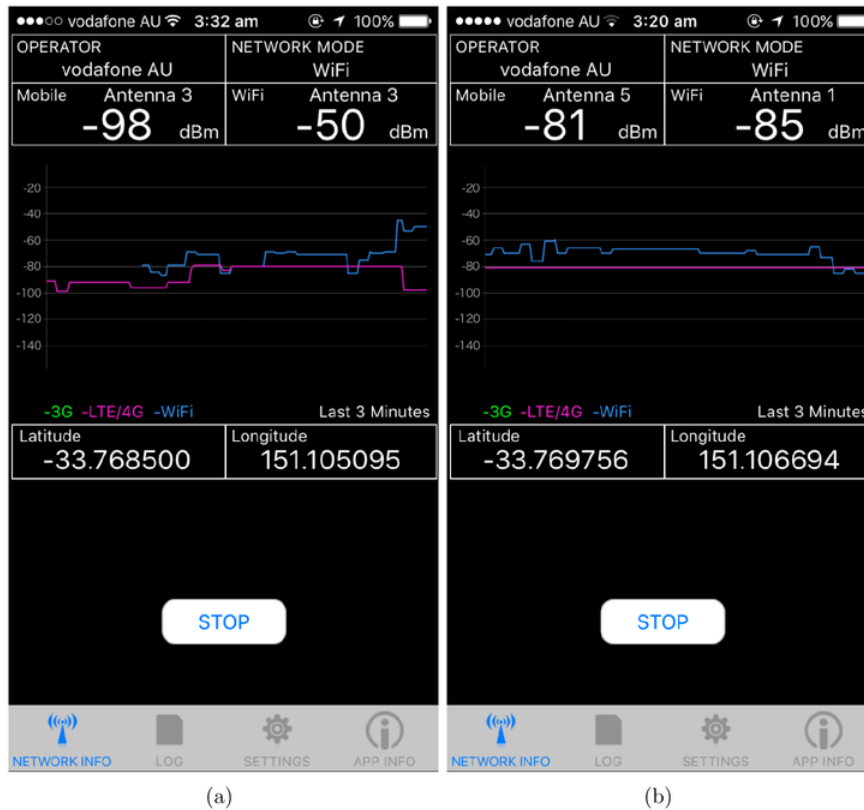 vodafone AU 3:32 am 100%
OPERATOR
vodafone AU
NETWORK MODE
WiFi
Mobile Antenna 3
-98 dBm
WiFi Antenna 3
-50 dBm
-20
-40
-60
-80
-100
-120
-140
-3G -LTE/4G -WiFi Last 3 Minutes
Latitude
-33.768500
Longitude
151.105095
STOP
NETWORK INFO LOG SETTINGS APP INFO
(a)
vodafone AU 3:20 am 100%
OPERATOR
vodafone AU
NETWORK MODE
WiFi
Mobile Antenna 5
-81 dBm
WiFi Antenna 1
-85 dBm
-20
-40
-60
-80
-100
-120
-140
-3G -LTE/4G -WiFi Last 3 Minutes
Latitude
-33.769756
Longitude
151.106694
STOP
NETWORK INFO LOG SETTINGS APP INFO
(b)